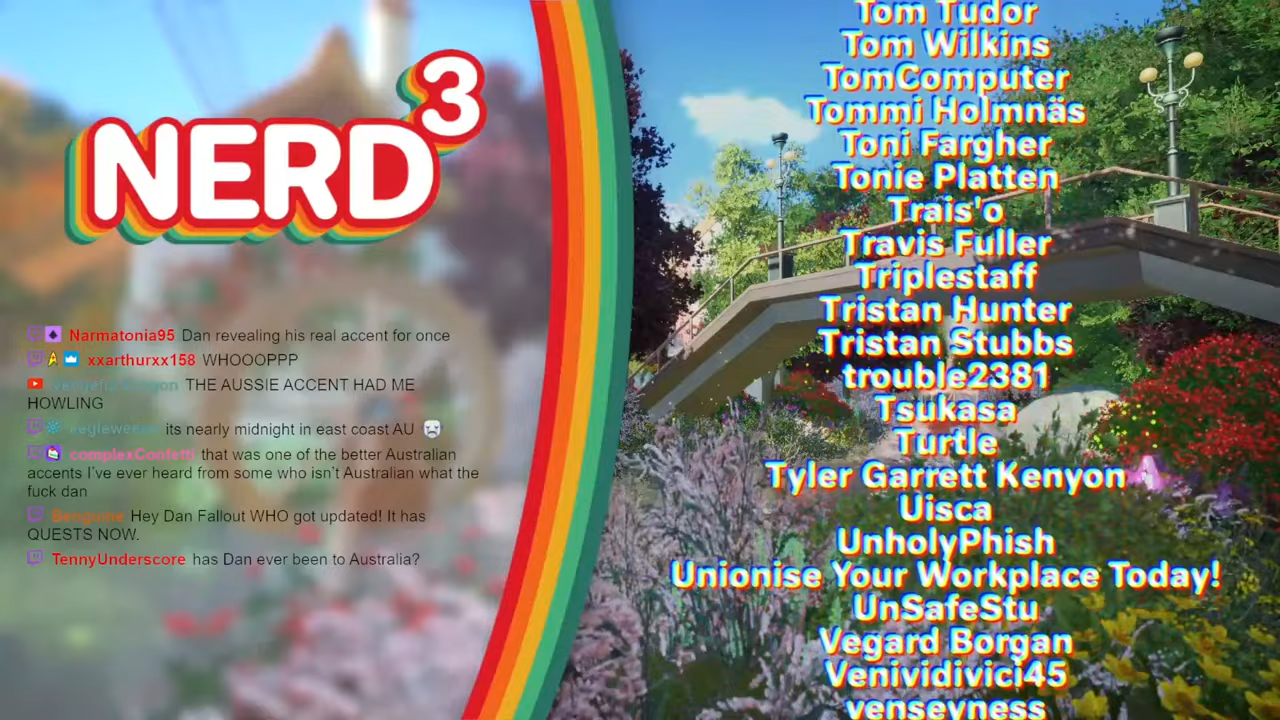 NERD³
Narmatonia95 Dan revealing his real accent for once
xxarthurxx158 WHOOOPPP
THE AUSSIE ACCENT HAD ME
HOWLING
its nearly midnight in east coast AU
complexConfetti that was one of the better Australian
accents I've ever heard from some who isn't Australian what the
fuck dan
Hey Dan Fallout WHO got updated! It has
QUESTS NOW.
TennyUnderscore has Dan ever been to Australia?
Tom Tudor
Tom Wilkins
TomComputer
Tommi Holmnäs
Toni Fargher
Tonie Platten
Trais'o
Travis Fuller
Triplestaff
Tristan Hunter
Tristan Stubbs
trouble2381
Tsukasa
Turtle
Tyler Garrett Kenyon
Uisca
UnholyPhish
Unionise Your Workplace Today!
UnSafeStu
Vegard Borgan
Venividivici45
venseyness